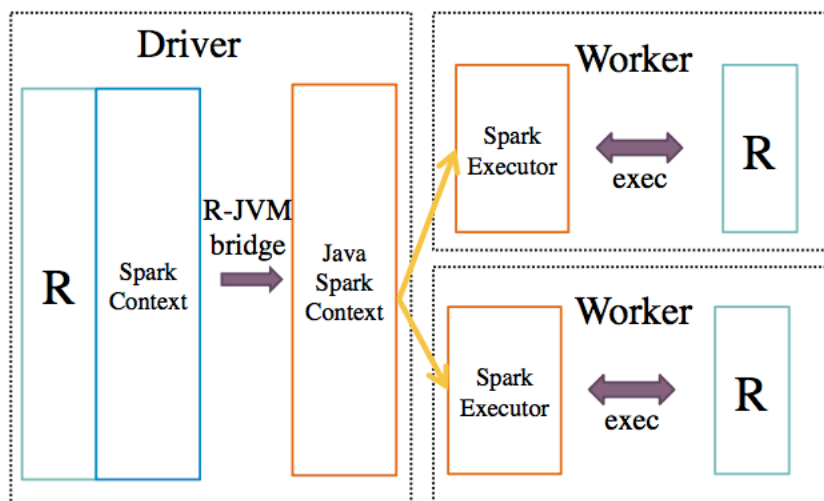 Driver
R
Spark
Context
R-JVM
bridge
Java
Spark
Context
Worker
Spark
Executor
exec
R
Worker
Spark
Executor
exec
R